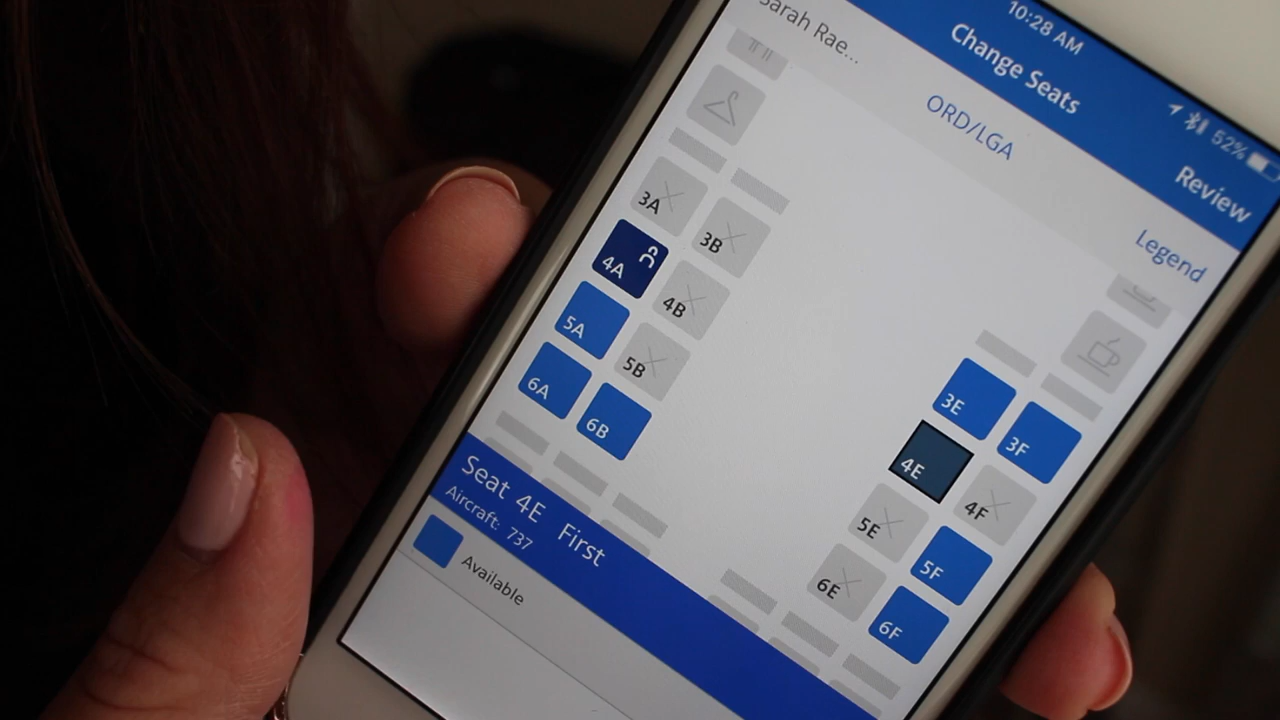 10:28 AM
52%
Change Seats
Review
Sarah Rae...
ORD/LGA
Legend
3A
3B
3E
3F
4A
4B
4E
4F
5A
5B
5E
5F
6A
6B
6E
6F
Seat 4E First
Aircraft: 737
Available